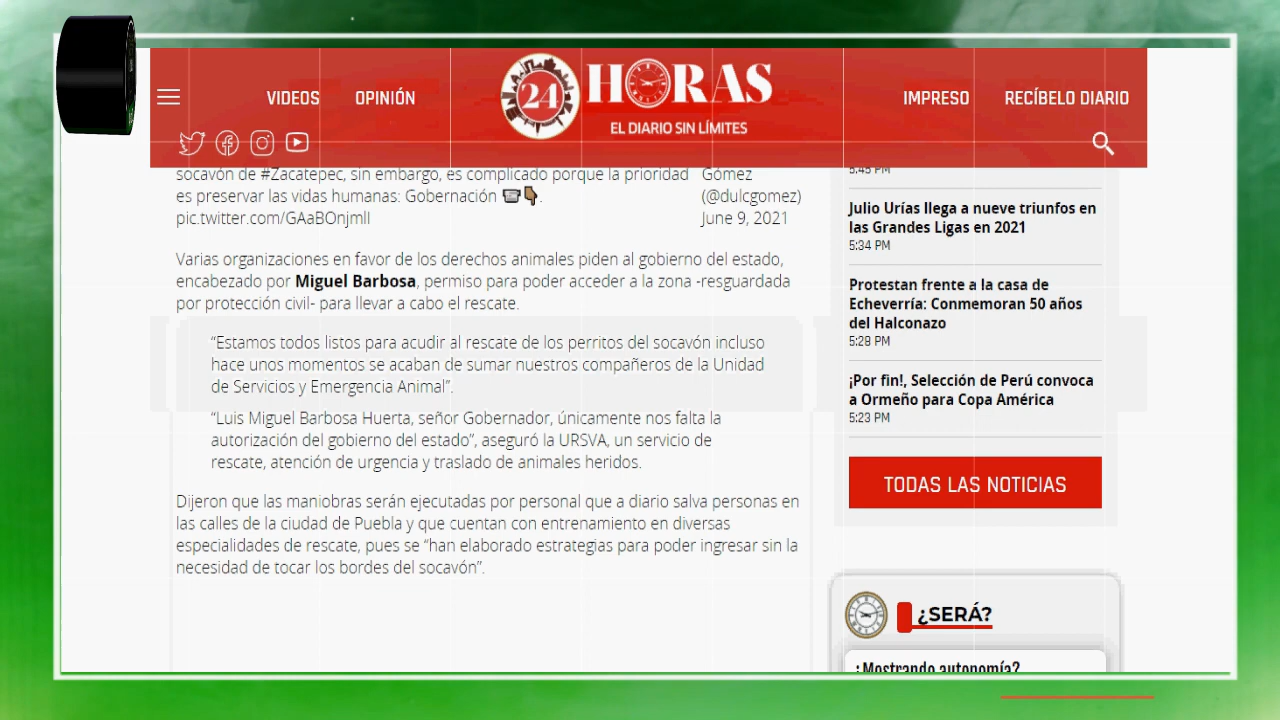 VIDEOS
OPINIÓN
24 HORAS
EL DIARIO SIN LÍMITES
IMPRESO
RECÍBELO DIARIO
socavón de #Zacatepec, sin embargo, es complicado porque la prioridad
es preservar las vidas humanas: Gobernación 📷👇🏽.
pic.twitter.com/GAaBOnjmlI
Gómez
(@dulcgomez)
June 9, 2021
Varias organizaciones en favor de los derechos animales piden al gobierno del estado,
encabezado por Miguel Barbosa, permiso para poder acceder a la zona -resguardada
por protección civil- para llevar a cabo el rescate.
“Estamos todos listos para acudir al rescate de los perritos del socavón incluso
hace unos momentos se acaban de sumar nuestros compañeros de la Unidad
de Servicios y Emergencia Animal”.
“Luis Miguel Barbosa Huerta, señor Gobernador, únicamente nos falta la
autorización del gobierno del estado”, aseguró la URSVA, un servicio de
rescate, atención de urgencia y traslado de animales heridos.
Dijeron que las maniobras serán ejecutadas por personal que a diario salva personas en
las calles de la ciudad de Puebla y que cuentan con entrenamiento en diversas
especialidades de rescate, pues se “han elaborado estrategias para poder ingresar sin la
necesidad de tocar los bordes del socavón”.
5:45 PM
Julio Urías llega a nueve triunfos en
las Grandes Ligas en 2021
5:34 PM
Protestan frente a la casa de
Echeverría: Conmemoran 50 años
del Halconazo
5:28 PM
¡Por fin!, Selección de Perú convoca
a Ormeño para Copa América
5:23 PM
TODAS LAS NOTICIAS
¿SERÁ?
¿Mostrando autonomía?